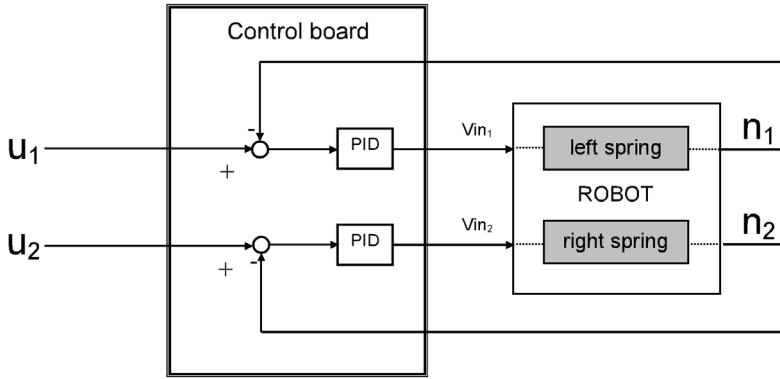 Control board
-
u1
+
PID
Vin1
left spring
n1
ROBOT
u2
+
-
PID
Vin2
right spring
n2